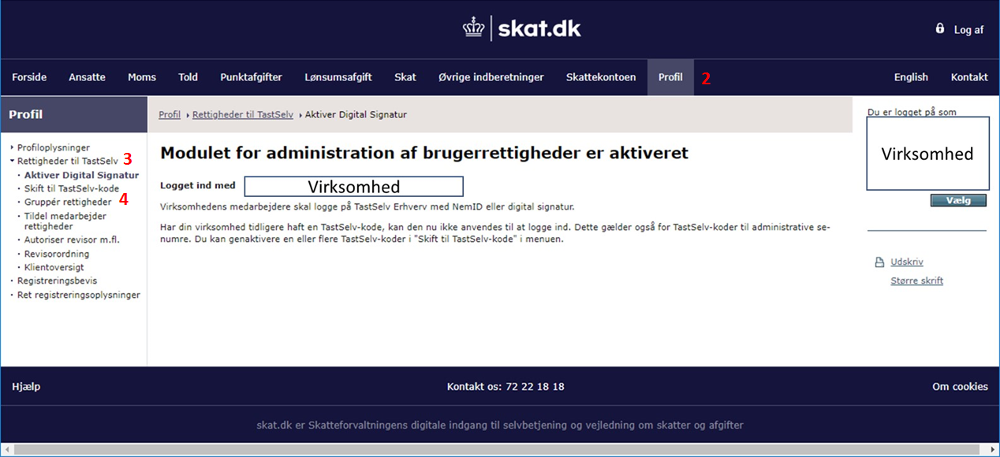 skat.dk
Log af
Forside Ansatte Moms Told Punktafgifter Lønsumsafgift Skat Øvrige indberetninger Skattekontoen Profil 2 English Kontakt
Profil
Profil Rettigheder til TastSelv Aktiver Digital Signatur
Du er logget på som
Virksomhed
Vælg
Udskriv
Større skrift
Profiloplysninger
Rettigheder til TastSelv 3
Aktiver Digital Signatur
Skift til TastSelv-kode
Gruppér rettigheder 4
Tildel medarbejder
rettigheder
Autoriser revisor m.fl.
Revisorordning
Klientoversigt
Registreringsbevis
Ret registreringsoplysninger
Modulet for administration af brugerrettigheder er aktiveret
Logget ind med Virksomhed
Virksomhedens medarbejdere skal logge på TastSelv Erhverv med NemID eller digital signatur.
Har din virksomhed tidligere haft en TastSelv-kode, kan den nu ikke anvendes til at logge ind. Dette gælder også for TastSelv-koder til administrative se-
numre. Du kan genaktivere en eller flere TastSelv-koder i "Skift til TastSelv-kode" i menuen.
Hjælp Kontakt os: 72 22 18 18 Om cookies
skat.dk er Skatteforvaltningens digitale indgang til selvbetjening og vejledning om skatter og afgifter